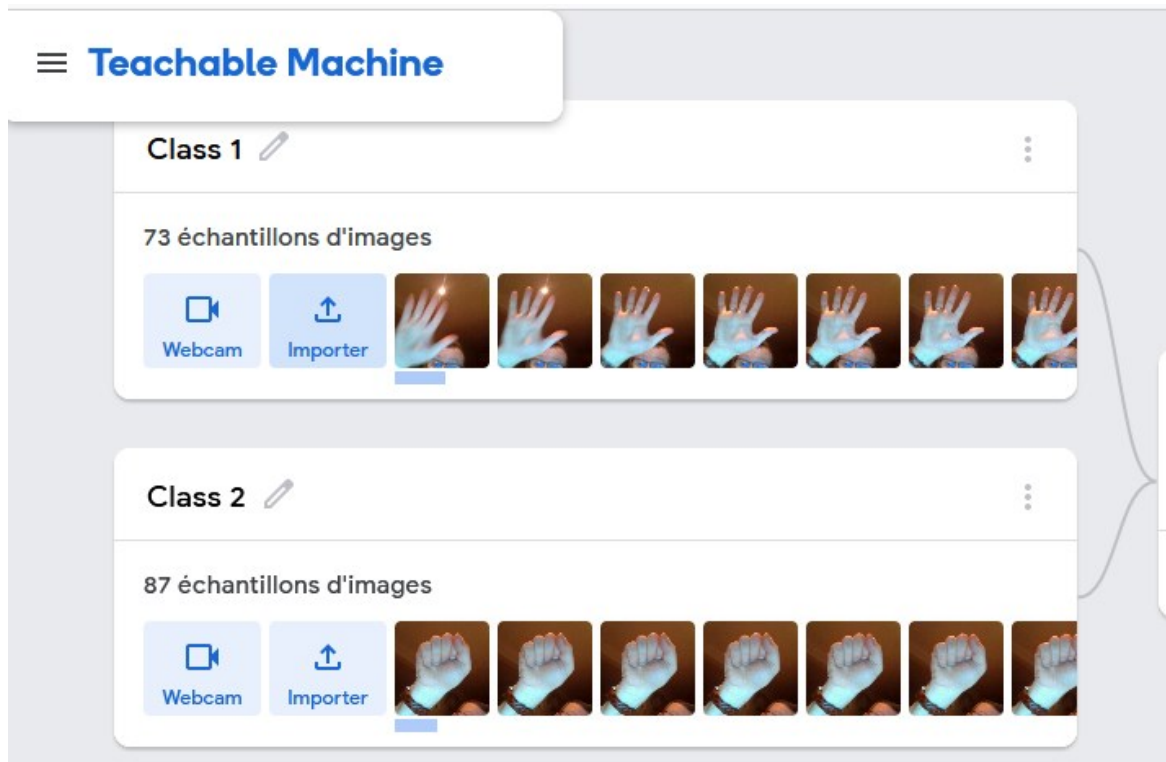 Teachable Machine
Class 1
73 échantillons d'images
Webcam Importer
Class 2
87 échantillons d'images
Webcam Importer